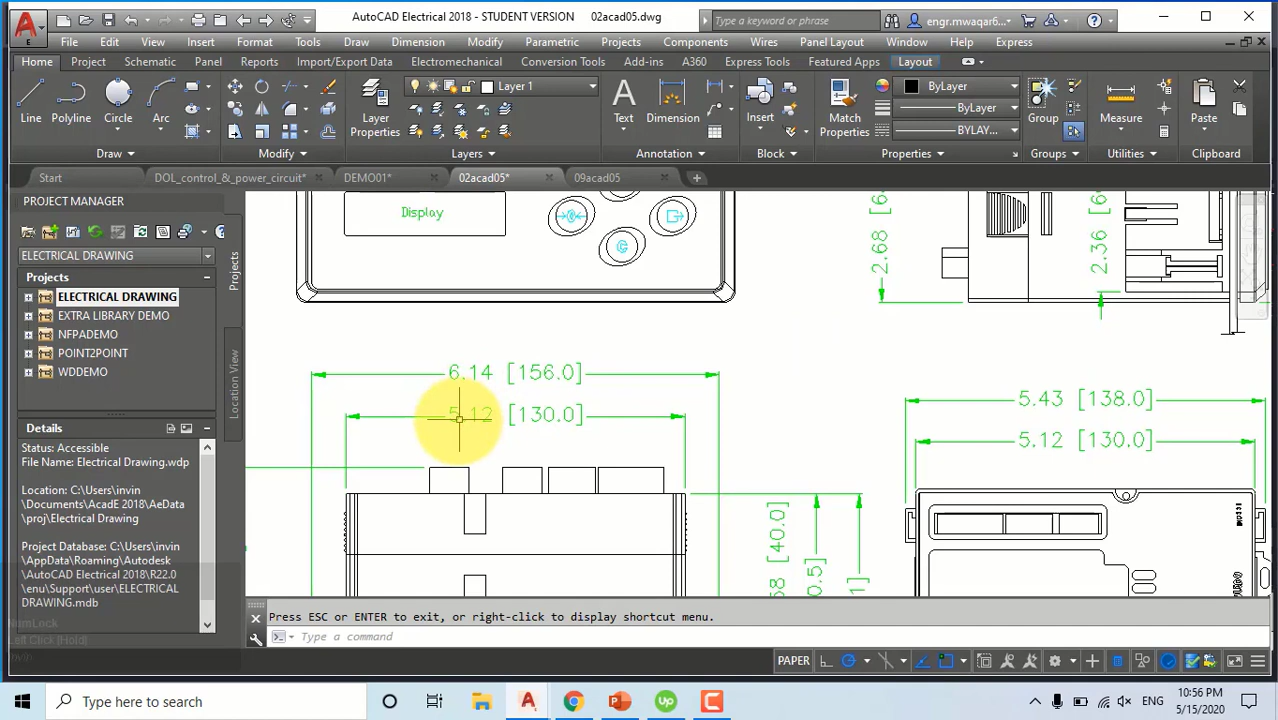 AutoCAD Electrical 2018 - STUDENT VERSION 02acad05.dwg
Type a keyword or phrase
engr.mwaqar6...
File Edit View Insert Format Tools Draw Dimension Modify Parametric Projects Components Wires Panel Layout Window Help Express
Home Project Schematic Panel Reports Import/Export Data Electromechanical Conversion Tools Add-ins A360 Express Tools Featured Apps Layout
Line Polyline Circle Arc
Layer Properties
Layer 1
Text Dimension
Insert
Match Properties
ByLayer
ByLayer
BYLAY...
Group
Measure
Paste
Draw Modify Layers Annotation Block Properties Groups Utilities Clipboard
Start DOL_control_&_power_circuit* DEMO01* 02acad05* 09acad05
PROJECT MANAGER
ELECTRICAL DRAWING
Projects
ELECTRICAL DRAWING
EXTRA LIBRARY DEMO
NFPADEMO
POINT2POINT
WDDEMO
Projects
Location View
Details
Status: Accessible
File Name: Electrical Drawing.wdp
Location: C:\Users\invin
\Documents\AcadE 2018\AeData
\proj\Electrical Drawing
Project Database: C:\Users\invin
\AppData\Roaming\Autodesk
\AutoCAD Electrical 2018\R22.0
\enu\Support\user\ELECTRICAL
DRAWING.mdb
NumLock
Left Click [Hold]
Invin
Display
2.68
2.36
6.14 [156.0]
5.12 [130.0]
5.43 [138.0]
5.12 [130.0]
[40.0]
Press ESC or ENTER to exit, or right-click to display shortcut menu.
Type a command
PAPER
Type here to search
ENG
10:56 PM
5/15/2020